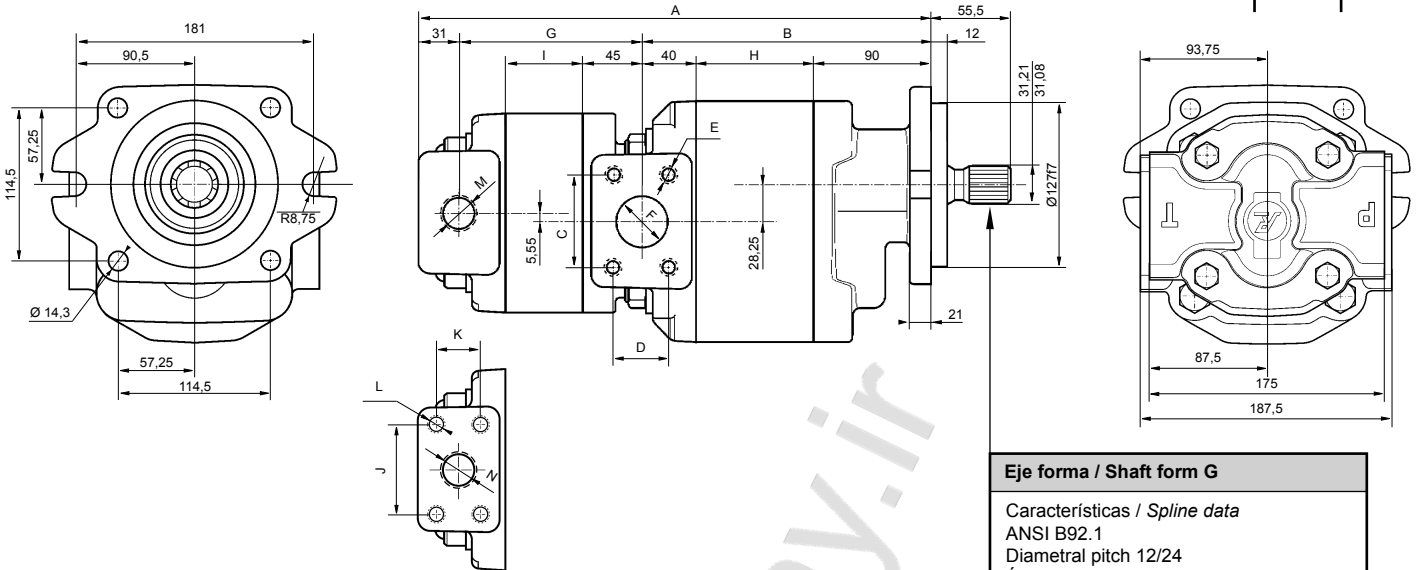 A
55,5
181
31
G
B
12
93,75
90,5
I
45
40
H
90
31,21
31,08
E
57,25
114,5
M
F
C
5,55
28,25
Ø127f7
R8,75
T
P
Ø 14,3
21
K
D
57,25
87,5
114,5
L
175
187,5
J
N
Eje forma / Shaft form G
Características / Spline data
ANSI B92.1
Diametral pitch 12/24